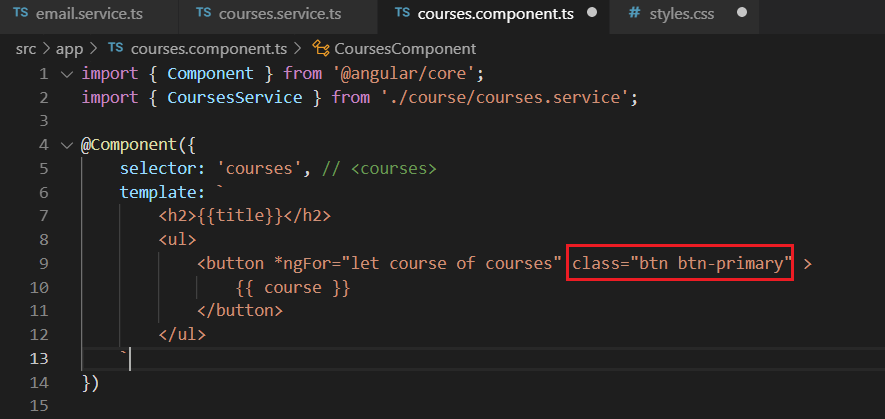 TS email.service.ts TS courses.service.ts TS courses.component.ts # styles.css
src > app > TS courses.component.ts > CoursesComponent
1 import { Component } from '@angular/core';
2 import { CoursesService } from './course/courses.service';
3
4 @Component({
5 selector: 'courses', // <courses>
6 template: `
7 <h2>{{title}}</h2>
8 <ul>
9 <button *ngFor="let course of courses" class="btn btn-primary" >
10 {{ course }}
11 </button>
12 </ul>
13 `
14 })
15